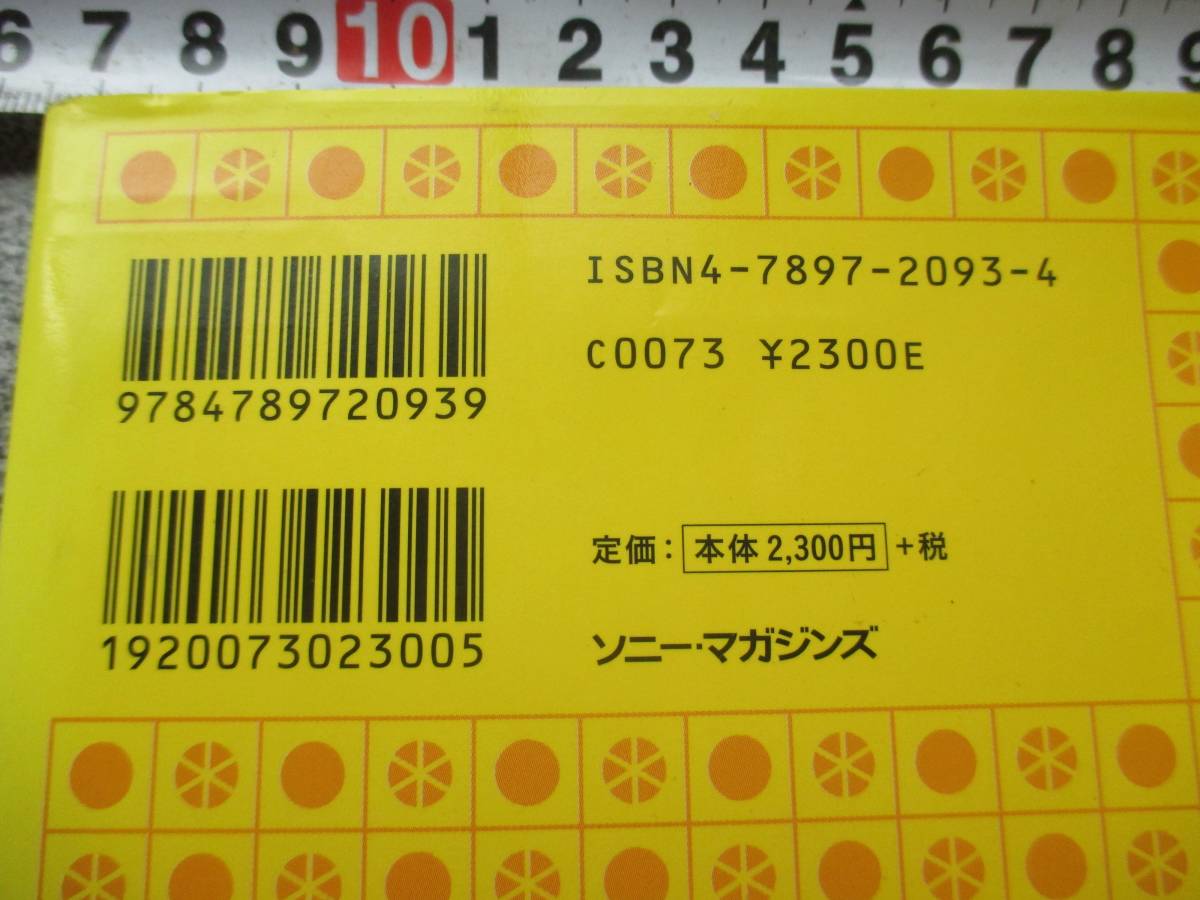 6 7 8 9 10 1 2 3 4 5 6 7 8 9
ISBN4-7897-2093-4
C0073 ¥2300E
9784789720939
定価: 本体2,300円 +税
1920073023005
ソニー・マガジンズ